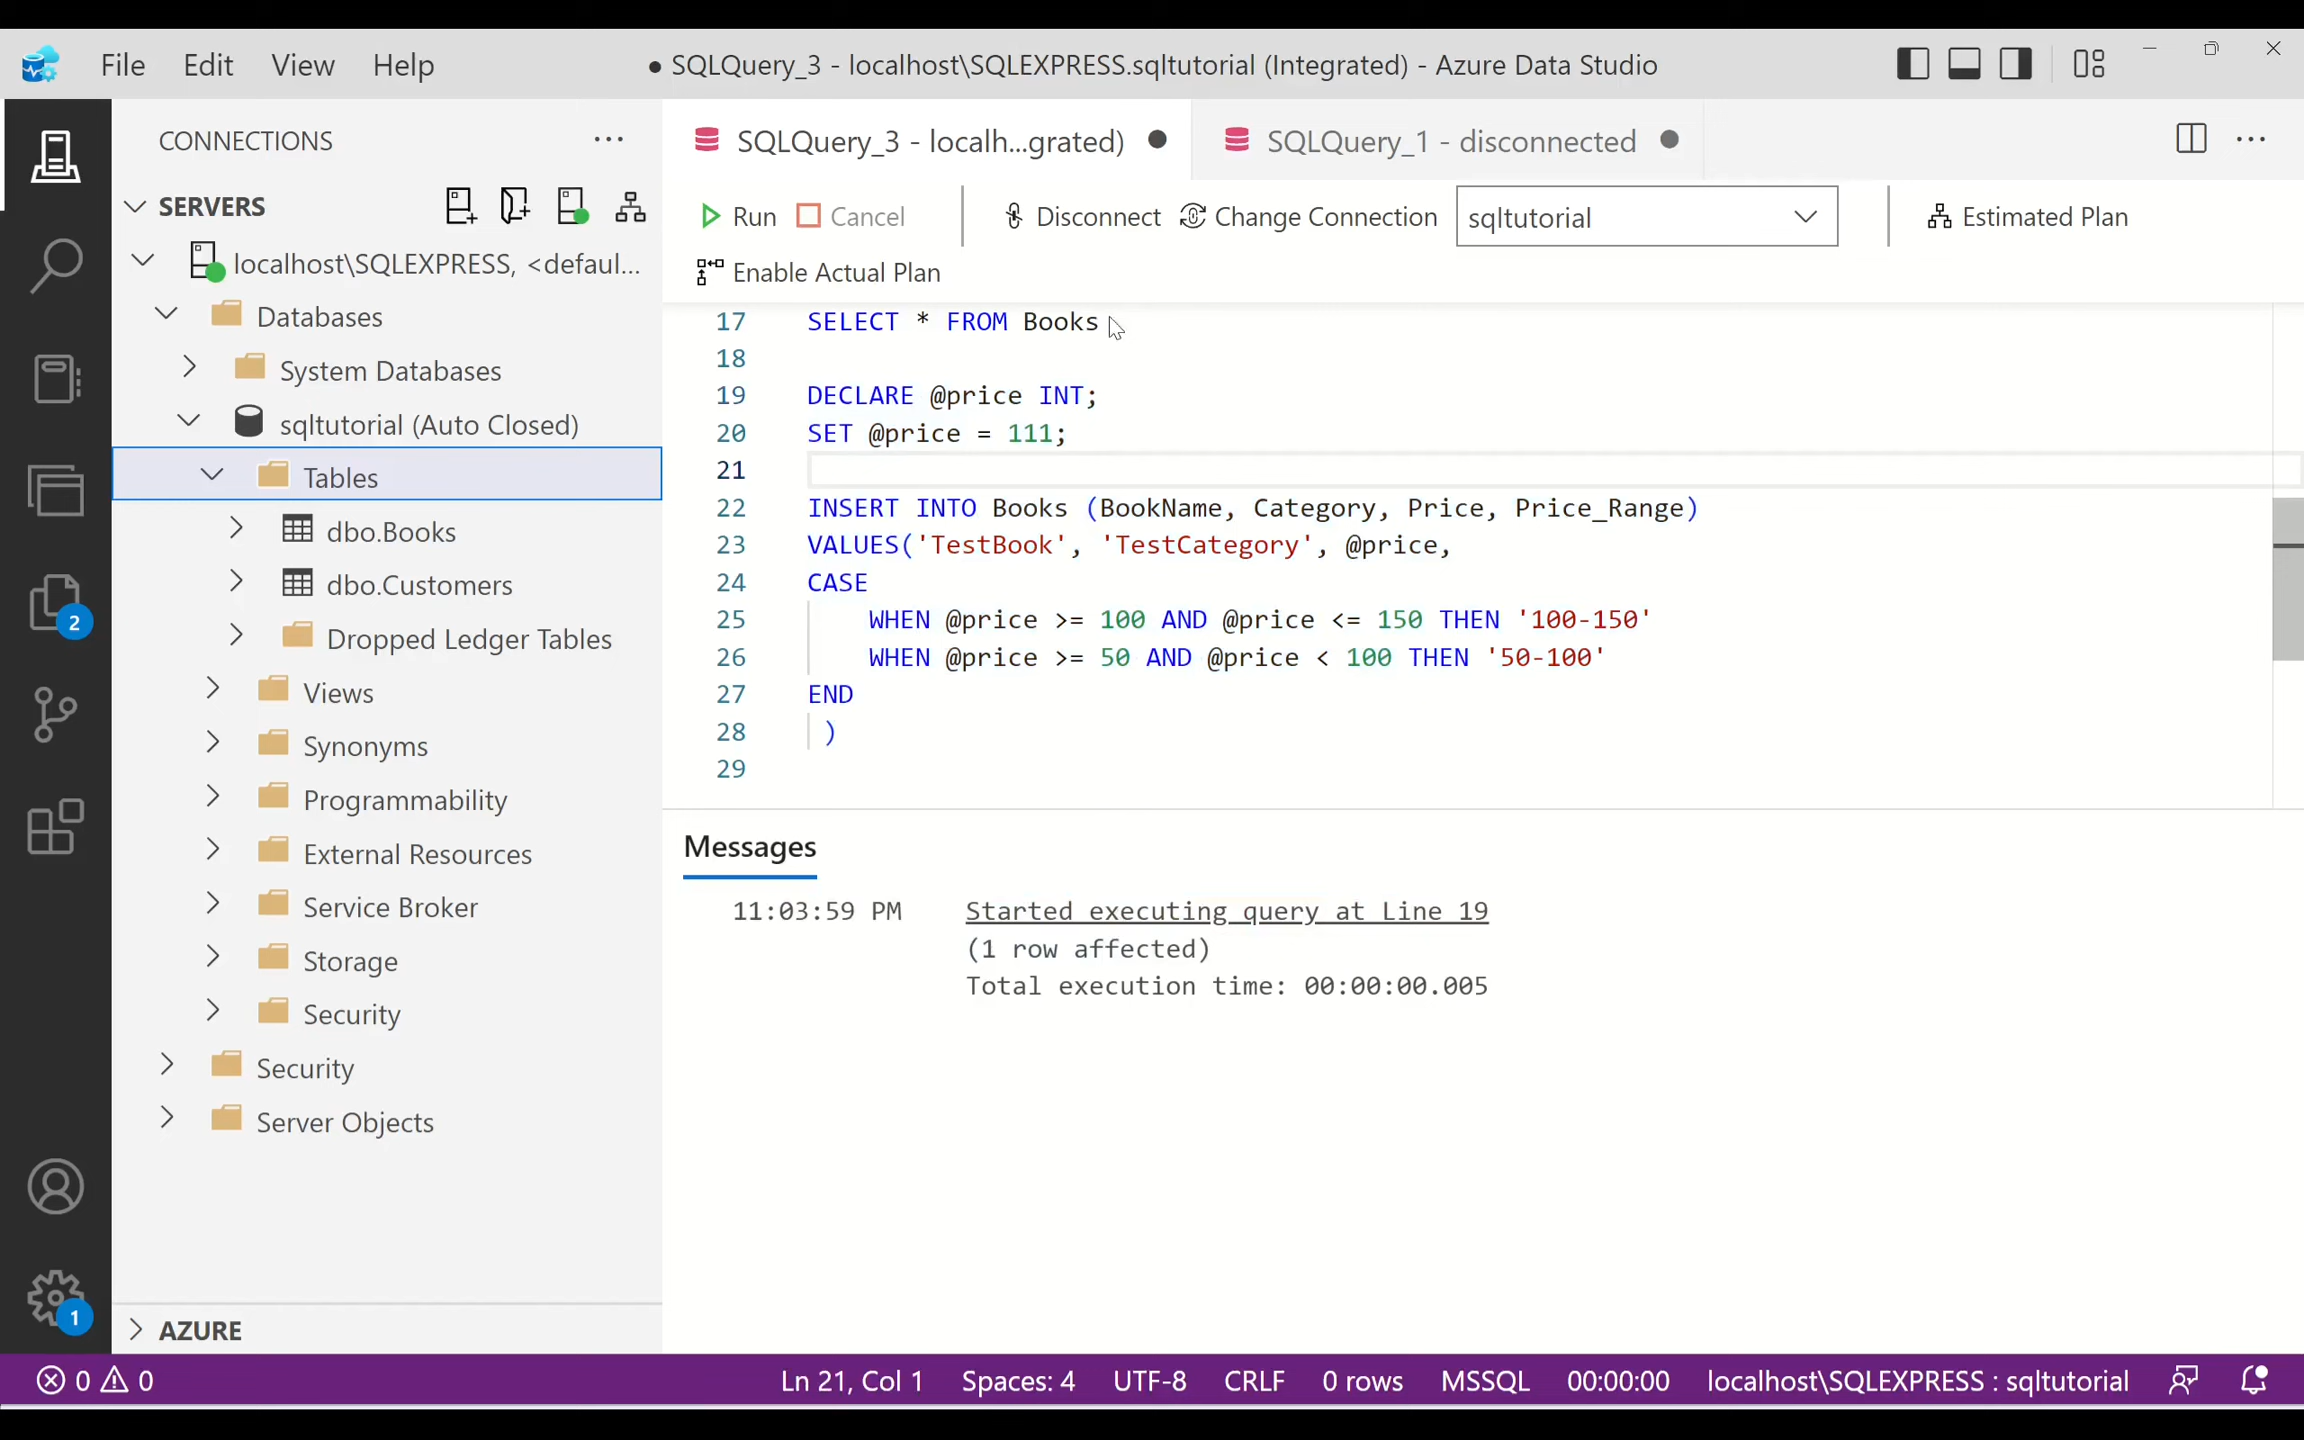 File Edit View Help
● SQLQuery_3 - localhost\SQLEXPRESS.sqltutorial (Integrated) - Azure Data Studio
CONNECTIONS
SERVERS
localhost\SQLEXPRESS, <defaul...
Databases
System Databases
sqltutorial (Auto Closed)
Tables
dbo.Books
dbo.Customers
Dropped Ledger Tables
Views
Synonyms
Programmability
External Resources
Service Broker
Storage
Security
Security
Server Objects
AZURE
2
1
SQLQuery_3 - localh...grated) ●
SQLQuery_1 - disconnected ●
Run Cancel Disconnect Change Connection sqltutorial Estimated Plan
Enable Actual Plan
17 SELECT * FROM Books
18
19 DECLARE @price INT;
20 SET @price = 111;
21
22 INSERT INTO Books (BookName, Category, Price, Price_Range)
23 VALUES('TestBook', 'TestCategory', @price,
24 CASE
25 WHEN @price >= 100 AND @price <= 150 THEN '100-150'
26 WHEN @price >= 50 AND @price < 100 THEN '50-100'
27 END
28 )
29
Messages
11:03:59 PM Started executing query at Line 19
(1 row affected)
Total execution time: 00:00:00.005
0 0 Ln 21, Col 1 Spaces: 4 UTF-8 CRLF 0 rows MSSQL 00:00:00 localhost\SQLEXPRESS : sqltutorial